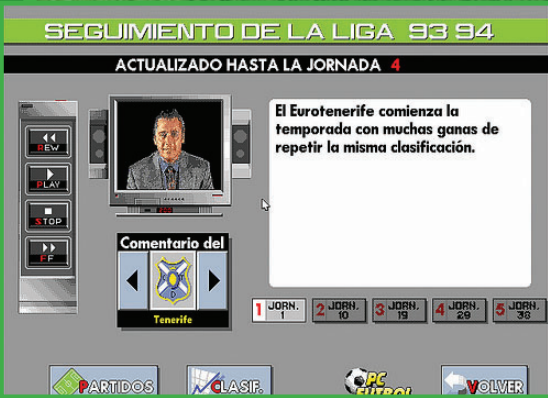 SEGUIMIENTO DE LA LIGA 93 94
ACTUALIZADO HASTA LA JORNADA 4
REW
PLAY
STOP
FF
El Eurotenerife comienza la
temporada con muchas ganas de
repetir la misma clasificación.
Comentario del
Tenerife
1 JORN. 1
2 JORN. 10
3 JORN. 19
4 JORN. 29
5 JORN. 38
PARTIDOS
CLASIF.
PC
FUTBOL
VOLVER